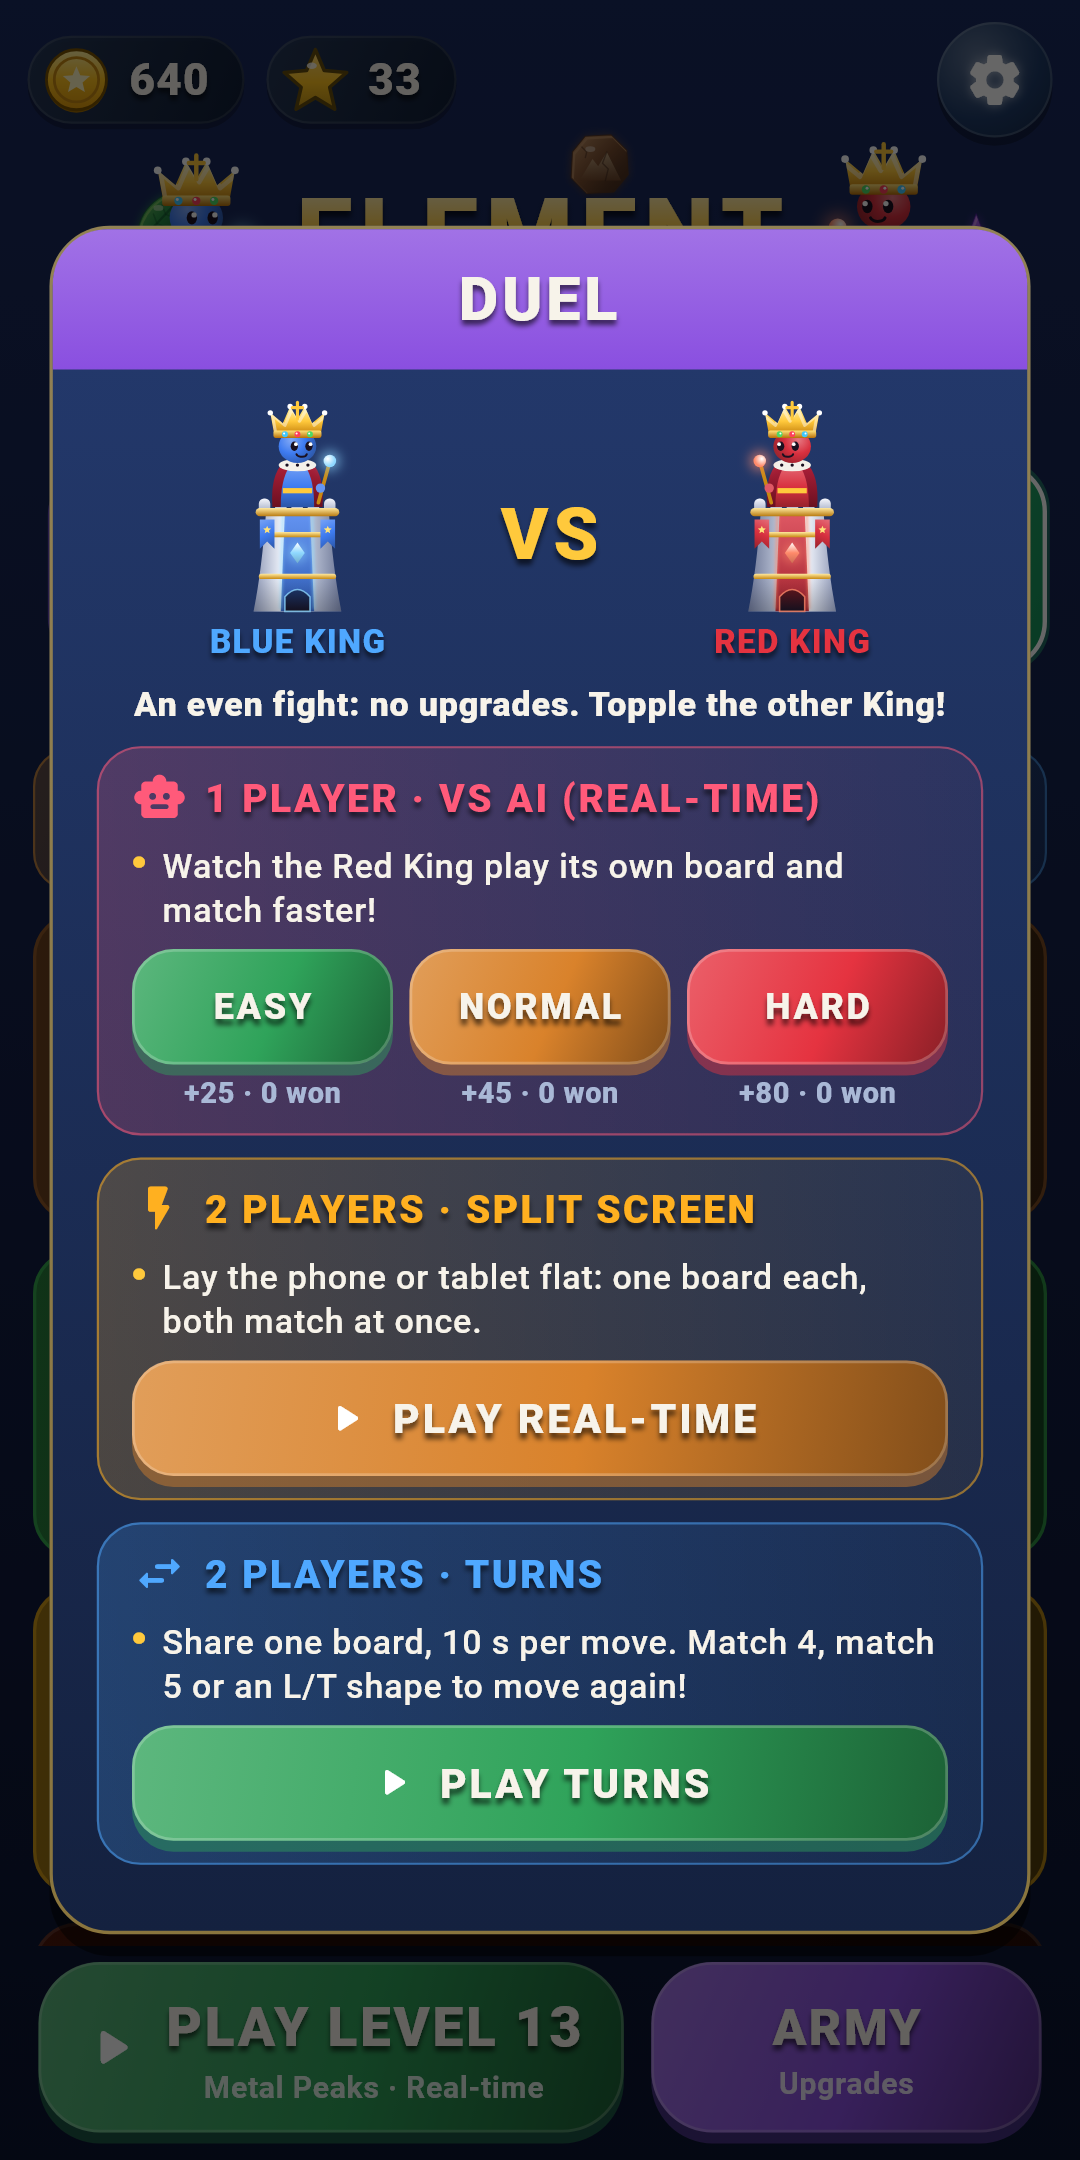 640
33
ELEMENT
DUEL
VS
BLUE KING
RED KING
An even fight: no upgrades. Topple the other King!
1 PLAYER · VS AI (REAL-TIME)
• Watch the Red King play its own board and
match faster!
EASY
NORMAL
HARD
+25 · 0 won
+45 · 0 won
+80 · 0 won
2 PLAYERS · SPLIT SCREEN
• Lay the phone or tablet flat: one board each,
both match at once.
PLAY REAL-TIME
2 PLAYERS · TURNS
• Share one board, 10 s per move. Match 4, match
5 or an L/T shape to move again!
PLAY TURNS
PLAY LEVEL 13
Metal Peaks · Real-time
ARMY
Upgrades